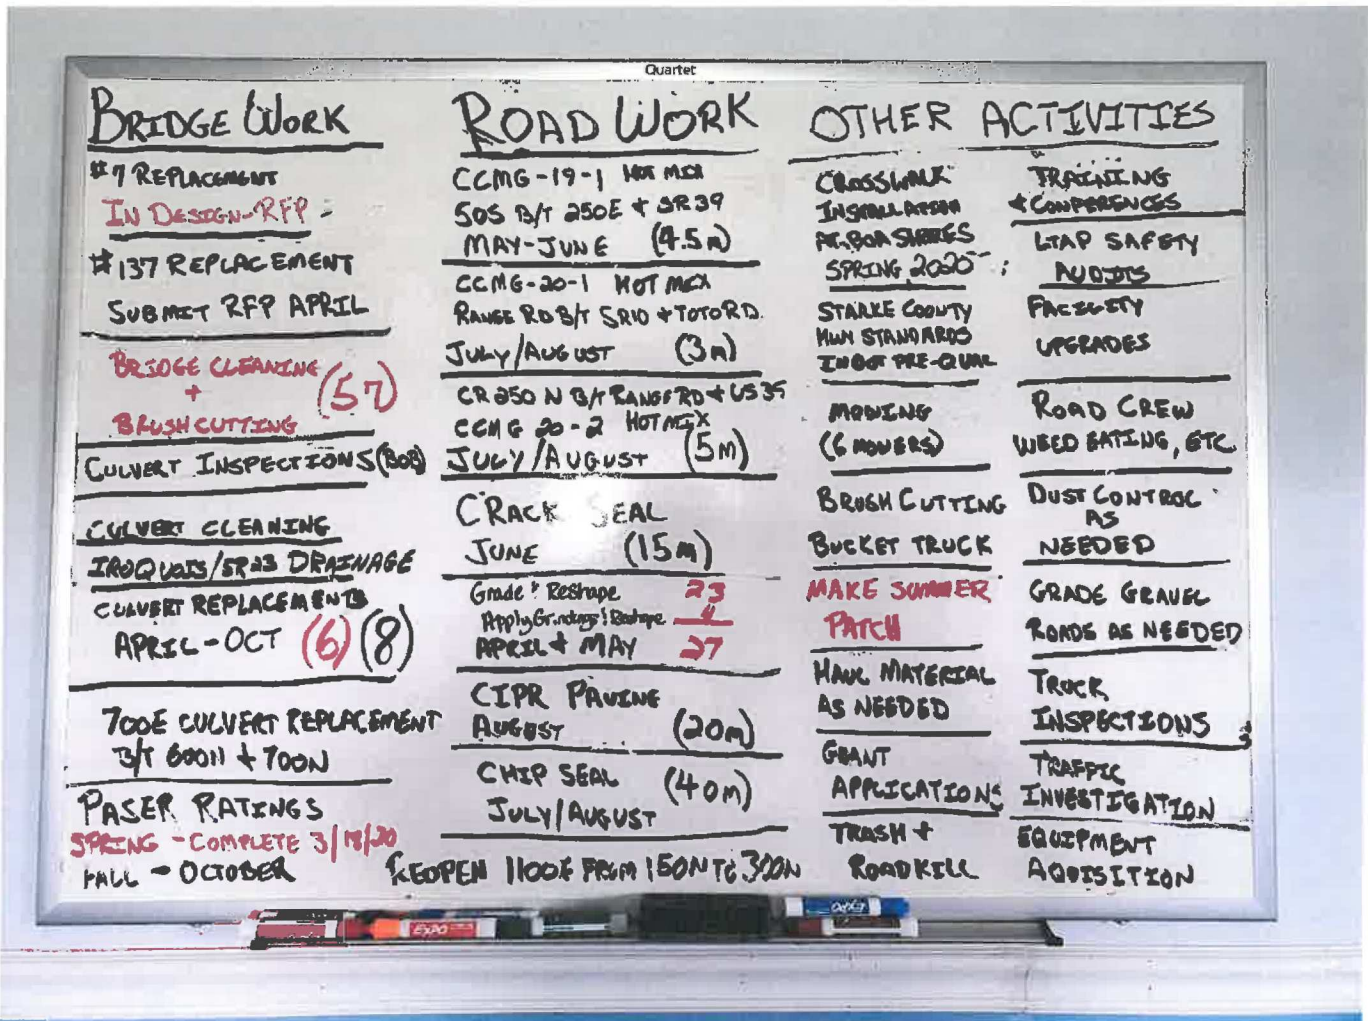 Quartet
BRIDGE WORK
#7 REPLACEMENT
IN DESIGN-RFP
#137 REPLACEMENT
SUBMIT RFP APRIL
BRIDGE CLEANING
+
BRUSH CUTTING
(57)
CULVERT INSPECTIONS (BOB)
CULVERT CLEANING
IROQUOIS/SR23 DRAINAGE
CULVERT REPLACEMENTS
APRIL - OCT (6) (8)
700E CULVERT REPLACEMENT
B/T 600N + 700N
PASER RATINGS
SPRING - COMPLETE 3/18/20
FALL - OCTOBER
ROAD WORK
CCMG-19-1 HOT MIX
50S B/T 250E + SR39
MAY-JUNE (4.5m)
CCMG-20-1 HOT MIX
RANGE RD B/T SR10 + TOTO RD.
JULY/AUGUST (3m)
CR 250 N B/T RANGE RD + US 35
CCMG 20-2 HOT MIX
JULY/AUGUST (5m)
CRACK SEAL
JUNE (15m)
Grade & Reshape 23
Apply Grindings & Reshape 4
APRIL + MAY 27
CIPR PAVING
AUGUST (20m)
CHIP SEAL (40m)
JULY/AUGUST
REOPEN 1100E FROM 150N TO 300N
OTHER ACTIVITIES
CROSSWALK
INSTALLATION
SHORES
SPRING 2020
STARKE COUNTY
HWY STANDARDS
INDOT PRE-QUAL
MOWING
(6 MOWERS)
BRUSH CUTTING
BUCKET TRUCK
MAKE SUMMER
PATCH
HAUL MATERIAL
AS NEEDED
GRANT
APPLICATIONS
TRASH +
ROADKILL
TRAINING
+ CONFERENCES
LTAP SAFETY
AUDITS
FACILITY
UPGRADES
ROAD CREW
WEED EATING, ETC.
DUST CONTROL
AS
NEEDED
GRADE GRAVEL
ROADS AS NEEDED
TRUCK
INSPECTIONS
TRAFFIC
INVESTIGATION
EQUIPMENT
AQUISITION
EXPO
EXPO